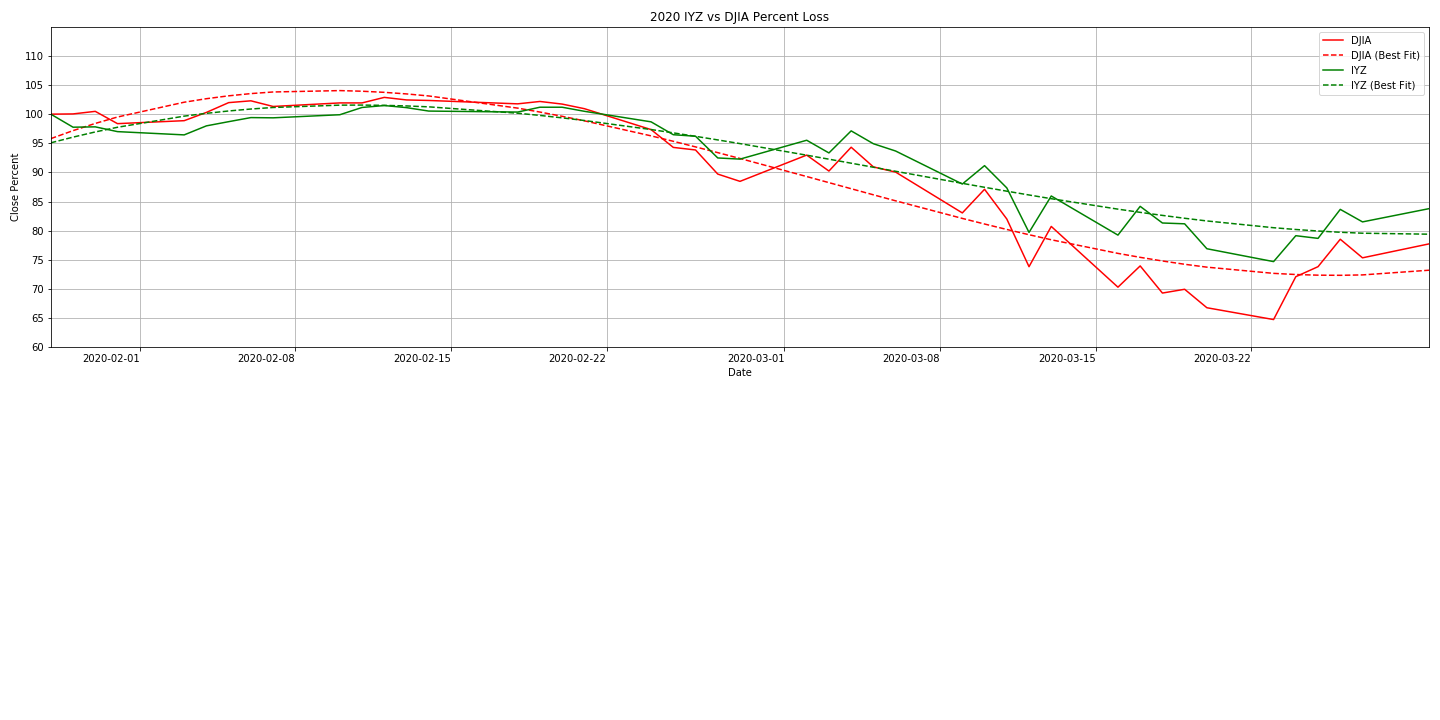 2020 IYZ vs DJIA Percent Loss
DJIA
DJIA (Best Fit)
IYZ
IYZ (Best Fit)
Close Percent
110
105
100
95
90
85
80
75
70
65
60
2020-02-01
2020-02-08
2020-02-15
2020-02-22
2020-03-01
2020-03-08
2020-03-15
2020-03-22
Date